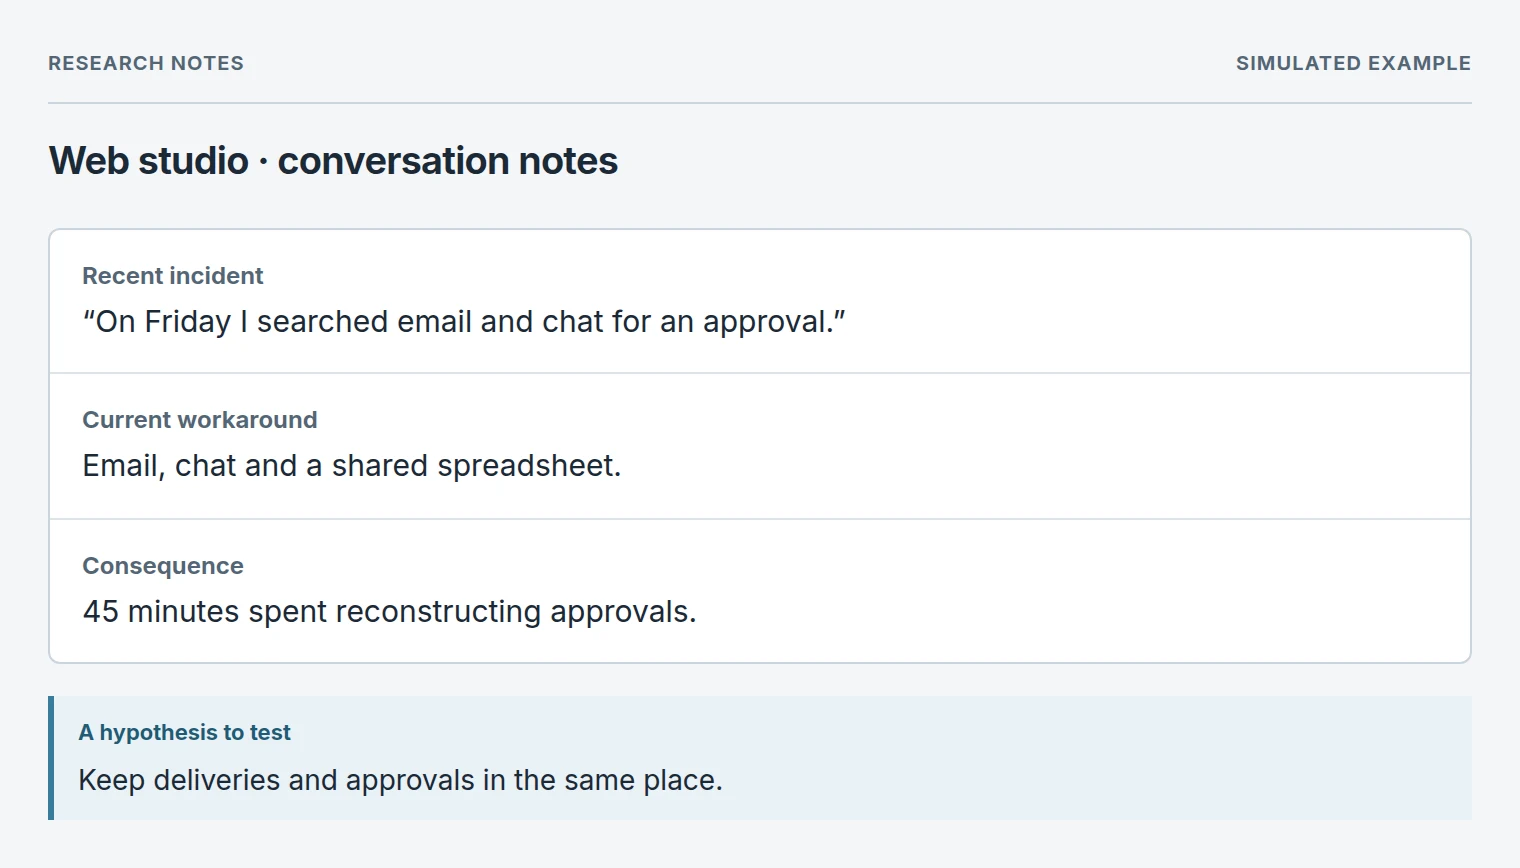 RESEARCH NOTES
SIMULATED EXAMPLE
Web studio · conversation notes
Recent incident
“On Friday I searched email and chat for an approval.”
Current workaround
Email, chat and a shared spreadsheet.
Consequence
45 minutes spent reconstructing approvals.
A hypothesis to test
Keep deliveries and approvals in the same place.